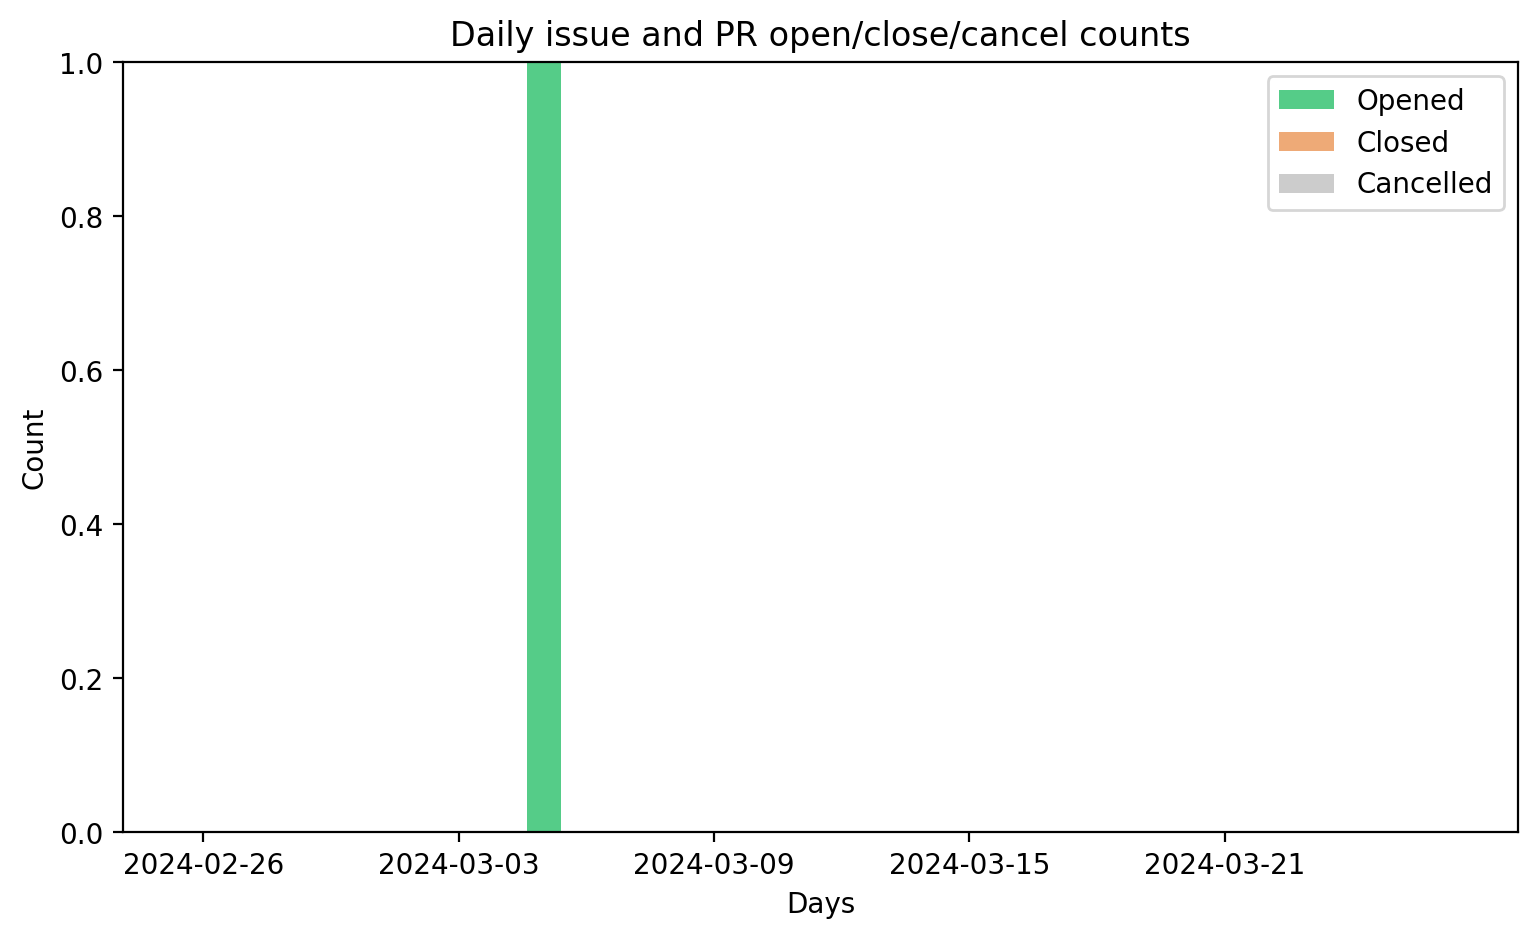 Daily issue and PR open/close/cancel counts
1.0
0.8
0.6
0.4
0.2
0.0
Count
Opened
Closed
Cancelled
2024-02-26
2024-03-03
2024-03-09
2024-03-15
2024-03-21
Days